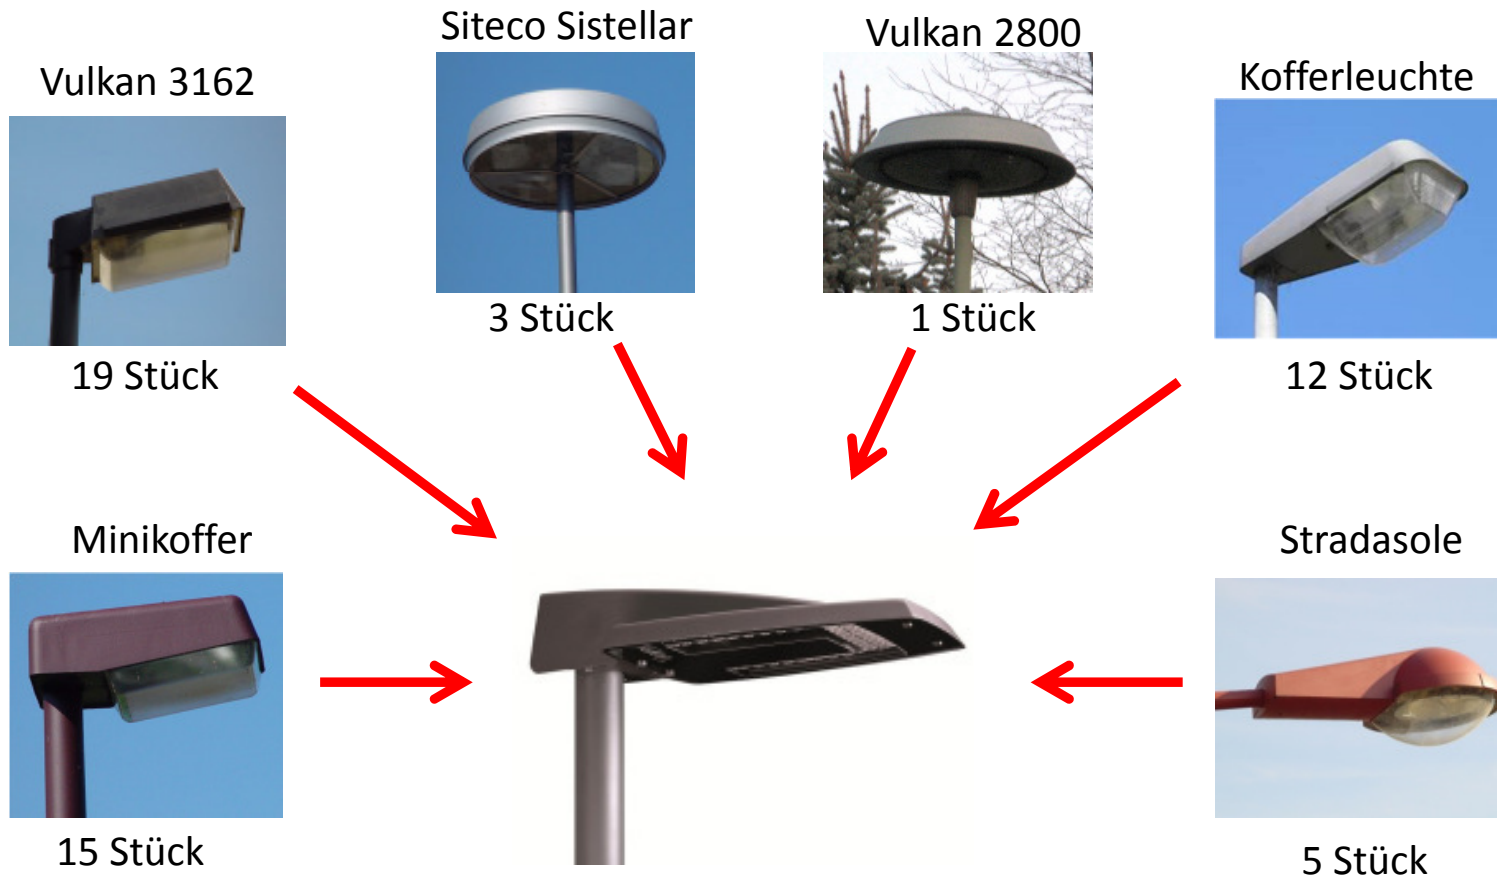 Siteco Sistellar
Vulkan 2800
Vulkan 3162
Kofferleuchte
3 Stück
1 Stück
19 Stück
12 Stück
Minikoffer
Stradasole
15 Stück
5 Stück